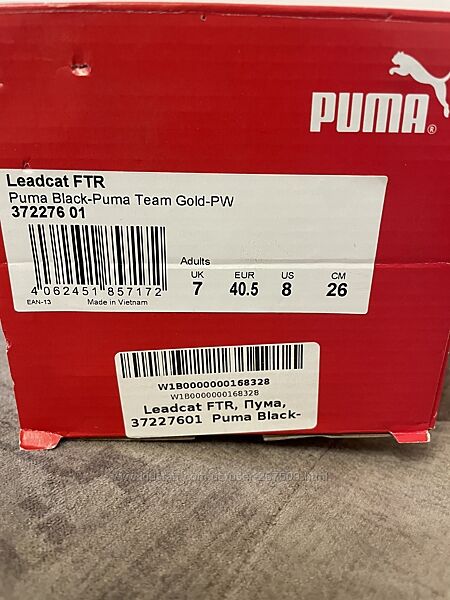 PUMA®
Leadcat FTR
Puma Black-Puma Team Gold-PW
372276 01
Adults
UK EUR US CM
7 40.5 8 26
4 062451 857172
EAN-13 Made in Vietnam
W1B0000000168328
W1B0000000168328
Leadcat FTR, Пума,
37227601 Puma Black-